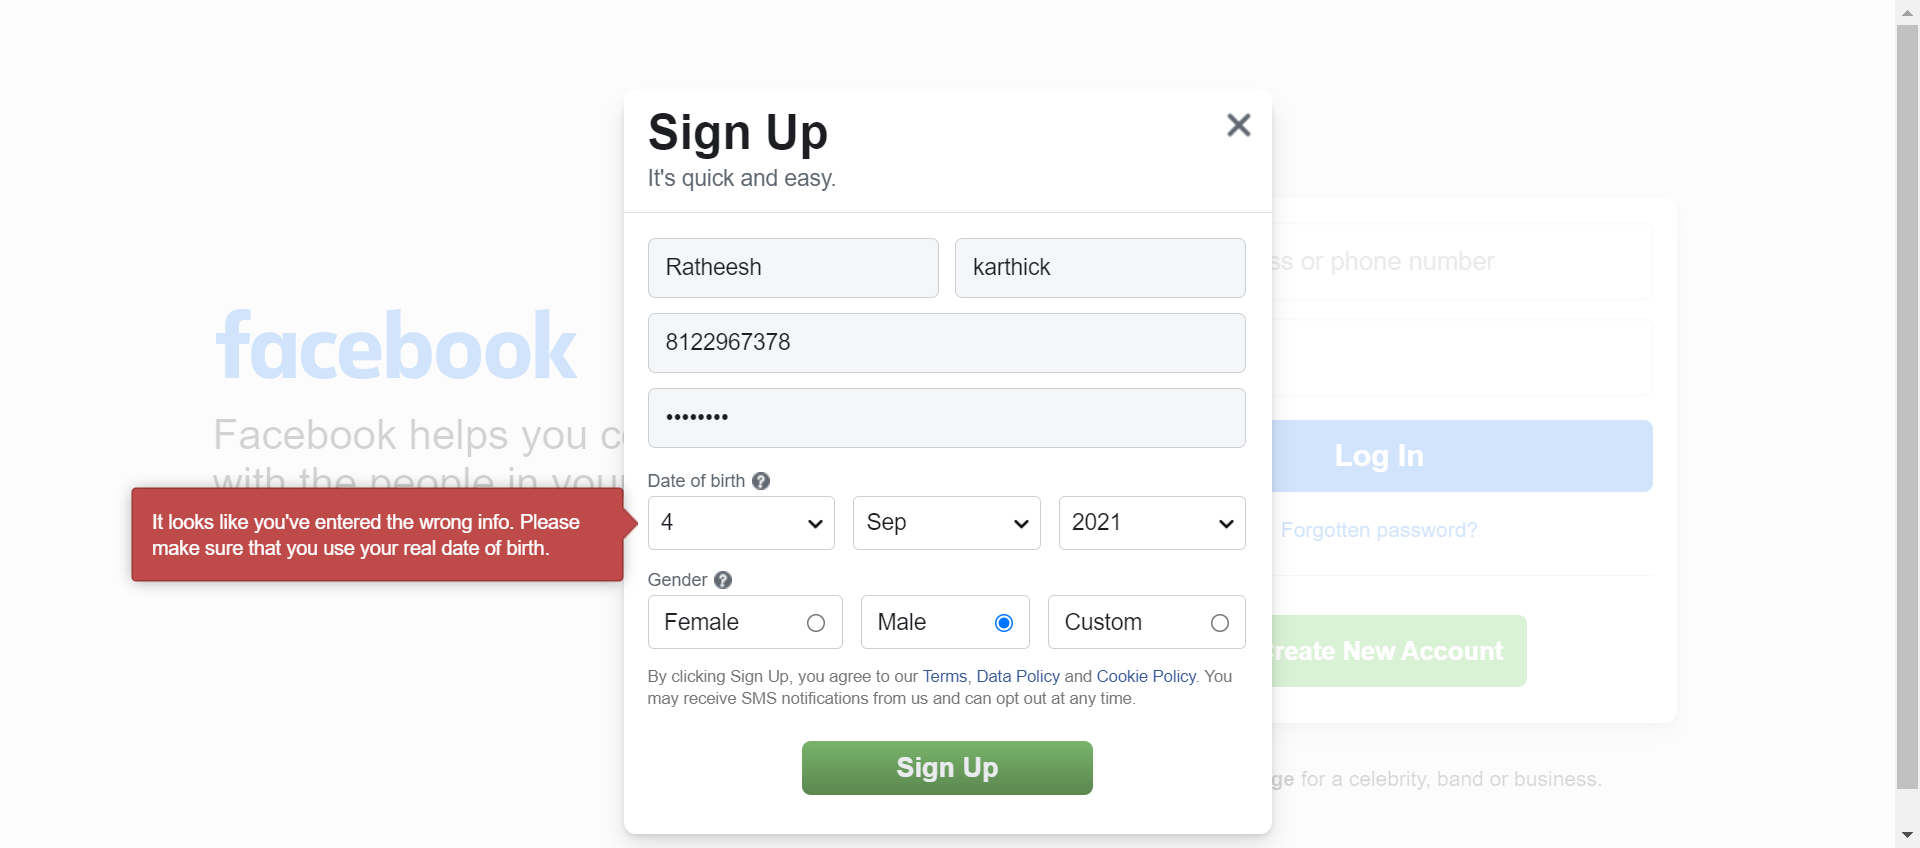 Sign Up
It's quick and easy.
Ratheesh karthick
8122967378
••••••••
Date of birth ?
4 Sep 2021
Gender ?
Female Male Custom
By clicking Sign Up, you agree to our Terms, Data Policy and Cookie Policy. You
may receive SMS notifications from us and can opt out at any time.
Sign Up
It looks like you've entered the wrong info. Please
make sure that you use your real date of birth.
facebook
Facebook helps you
with the people in your
or phone number
Log In
Forgotten password?
Create New Account
for a celebrity, band or business.